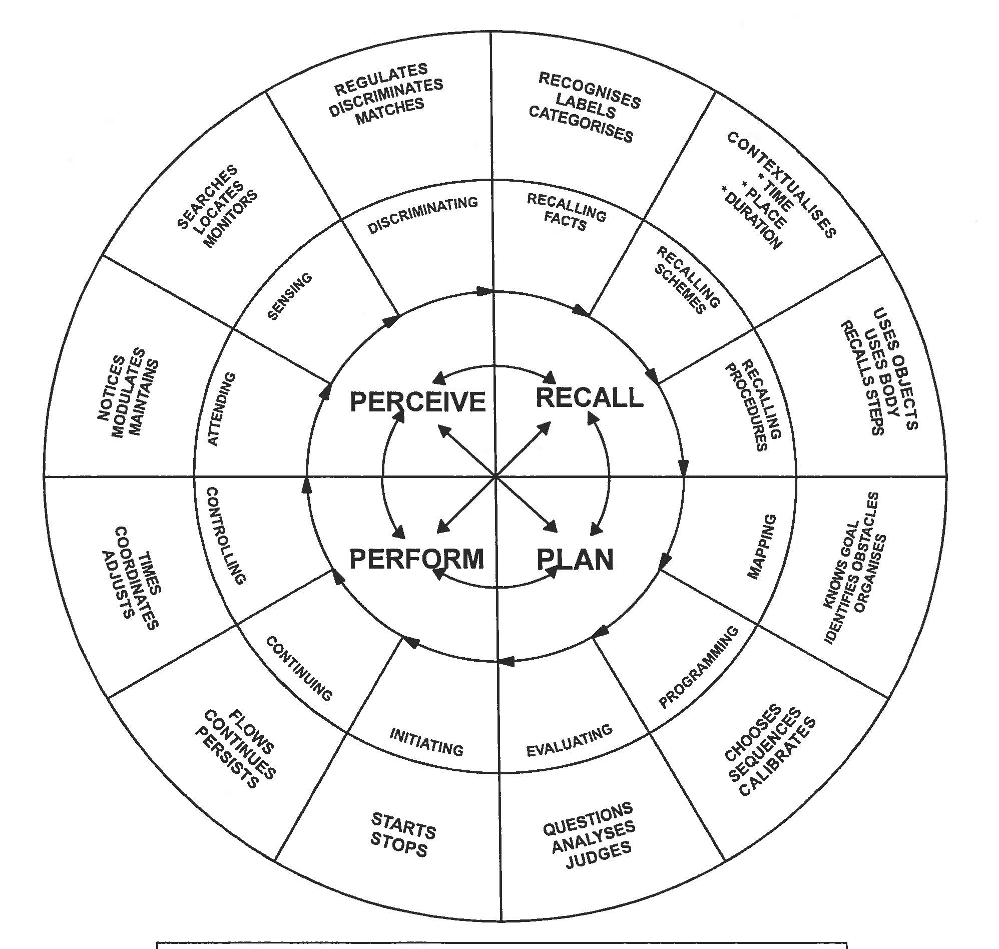 REGULATES
DISCRIMINATES
MATCHES
RECOGNISES
LABELS
CATEGORISES
CONTEXTUALISES
* TIME
* PLACE
* DURATION
USES OBJECTS
USES BODY
RECALLS STEPS
KNOWS GOAL
IDENTIFIES OBSTACLES
ORGANISES
CHOOSES
SEQUENCES
CALIBRATES
QUESTIONS
ANALYSES
JUDGES
STARTS
STOPS
FLOWS
CONTINUES
PERSISTS
TIMES
COORDINATES
ADJUSTS
NOTICES
MODULATES
MAINTAINS
SEARCHES
LOCATES
MONITORS
DISCRIMINATING
RECALLING
FACTS
RECALLING
SCHEMES
RECALLING
PROCEDURES
MAPPING
PROGRAMMING
EVALUATING
INITIATING
CONTINUING
CONTROLLING
ATTENDING
SENSING
PERCEIVE
RECALL
PERFORM
PLAN